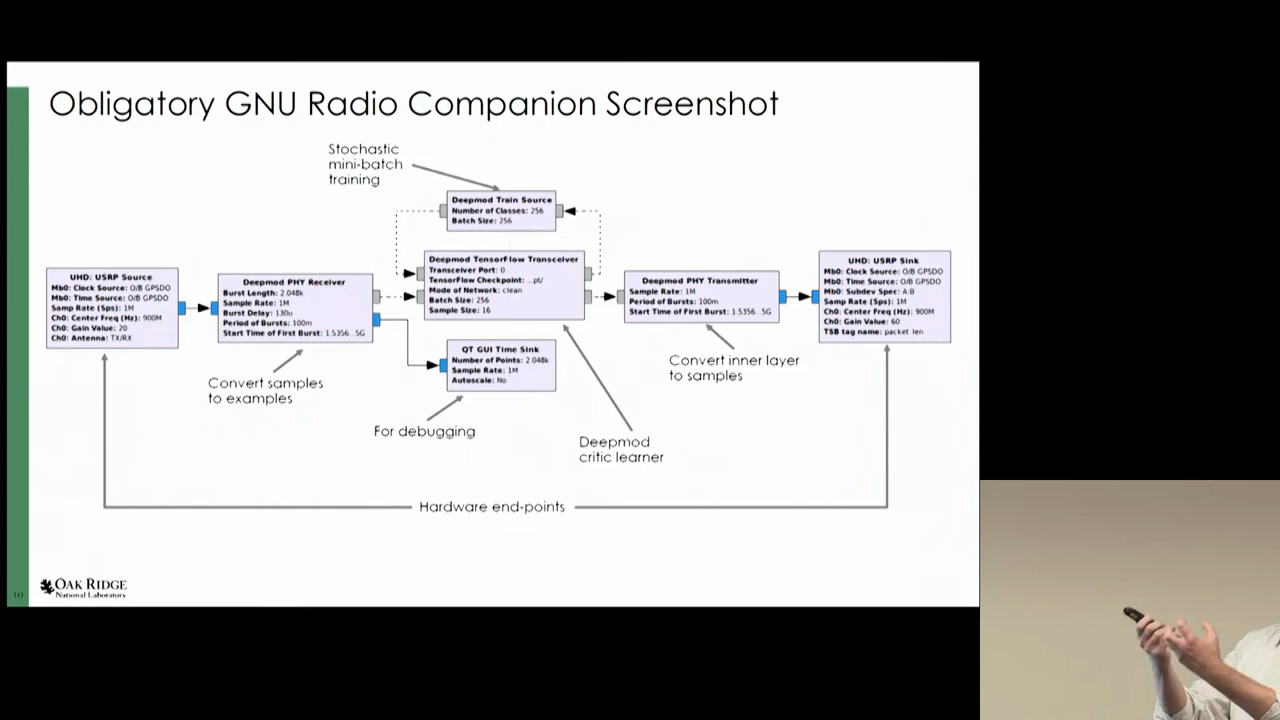 Obligatory GNU Radio Companion Screenshot
Stochastic
mini-batch
training
Deepmod Train Source
Number of Classes: 256
Batch Size: 256
UHD: USRP Source
Mb0: Clock Source: O/B GPSDO
Mb0: Time Source: O/B GPSDO
Samp Rate (Sps): 1M
Ch0: Center Freq (Hz): 900M
Ch0: Gain Value: 20
Ch0: Antenna: TX/RX
Deepmod PHY Receiver
Burst Length: 2.048k
Sample Rate: 1M
Burst Delay: 130u
Period of Bursts: 100m
Start Time of First Burst: 1.5356...5G
Deepmod TensorFlow Transceiver
Transceiver Port: 0
TensorFlow Checkpoint: ...pt/
Mode of Network: clean
Batch Size: 256
Sample Size: 16
Deepmod PHY Transmitter
Sample Rate: 1M
Period of Bursts: 100m
Start Time of First Burst: 1.5356...5G
UHD: USRP Sink
Mb0: Clock Source: O/B GPSDO
Mb0: Time Source: O/B GPSDO
Mb0: Subdev Spec: A:B
Samp Rate (Sps): 1M
Ch0: Center Freq (Hz): 900M
Ch0: Gain Value: 60
TSB tag name: packet_len
QT GUI Time Sink
Number of Points: 2.048k
Sample Rate: 1M
Autoscale: No
Convert samples
to examples
For debugging
Deepmod
critic learner
Convert inner layer
to samples
Hardware end-points
10
OAK RIDGE
National Laboratory